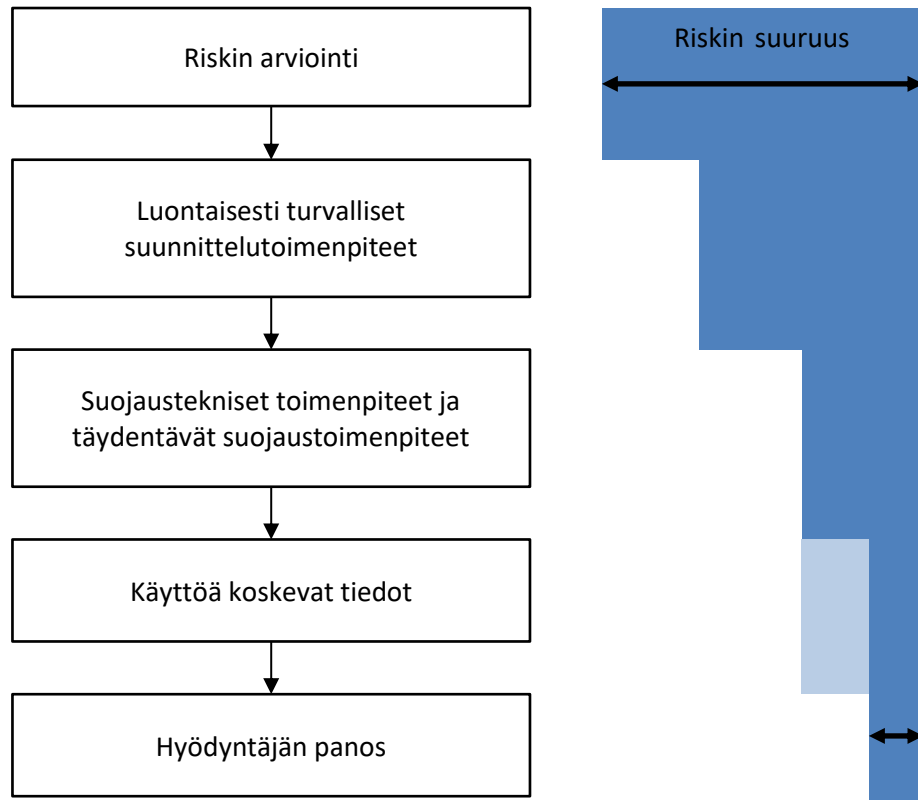 Riskin arviointi
Riskin suuruus
Luontaisesti turvalliset
suunnittelutoimenpiteet
Suojaustekniset toimenpiteet ja
täydentävät suojaustoimenpiteet
Käyttöä koskevat tiedot
Hyödyntäjän panos